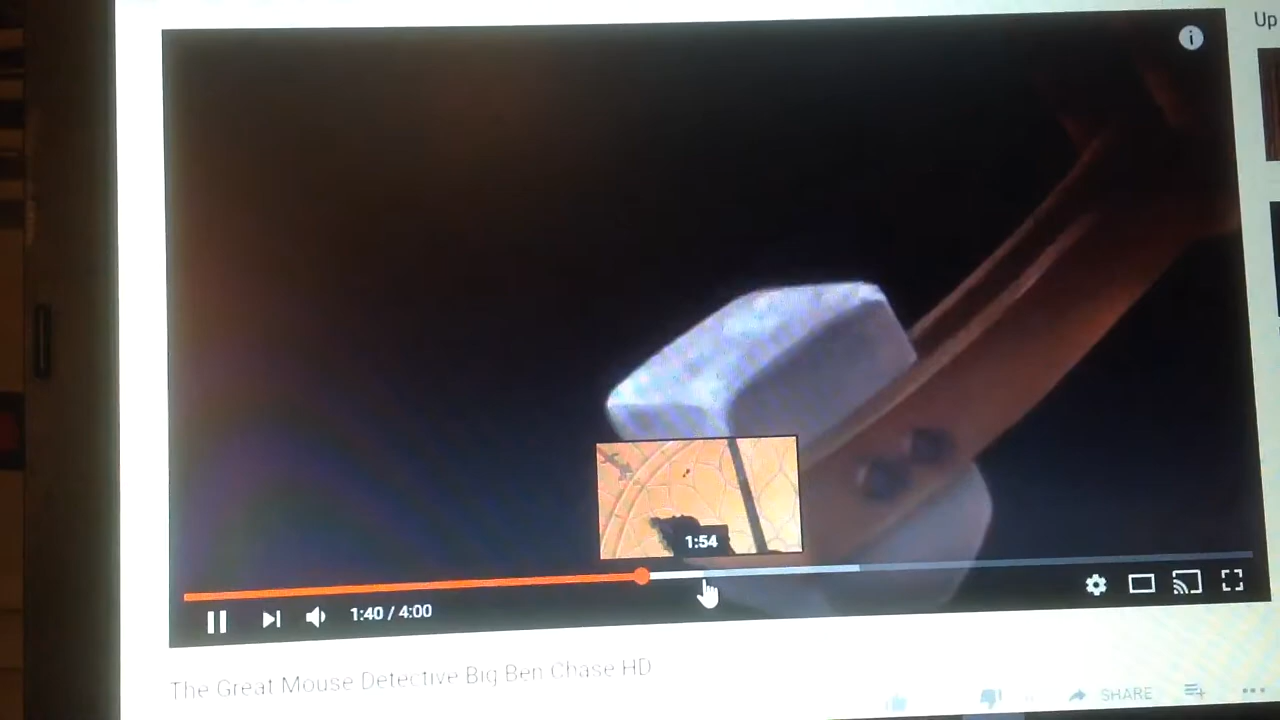 Up
1:54
1:40 / 4:00
The Great Mouse Detective Big Ben Chase HD
SHARE